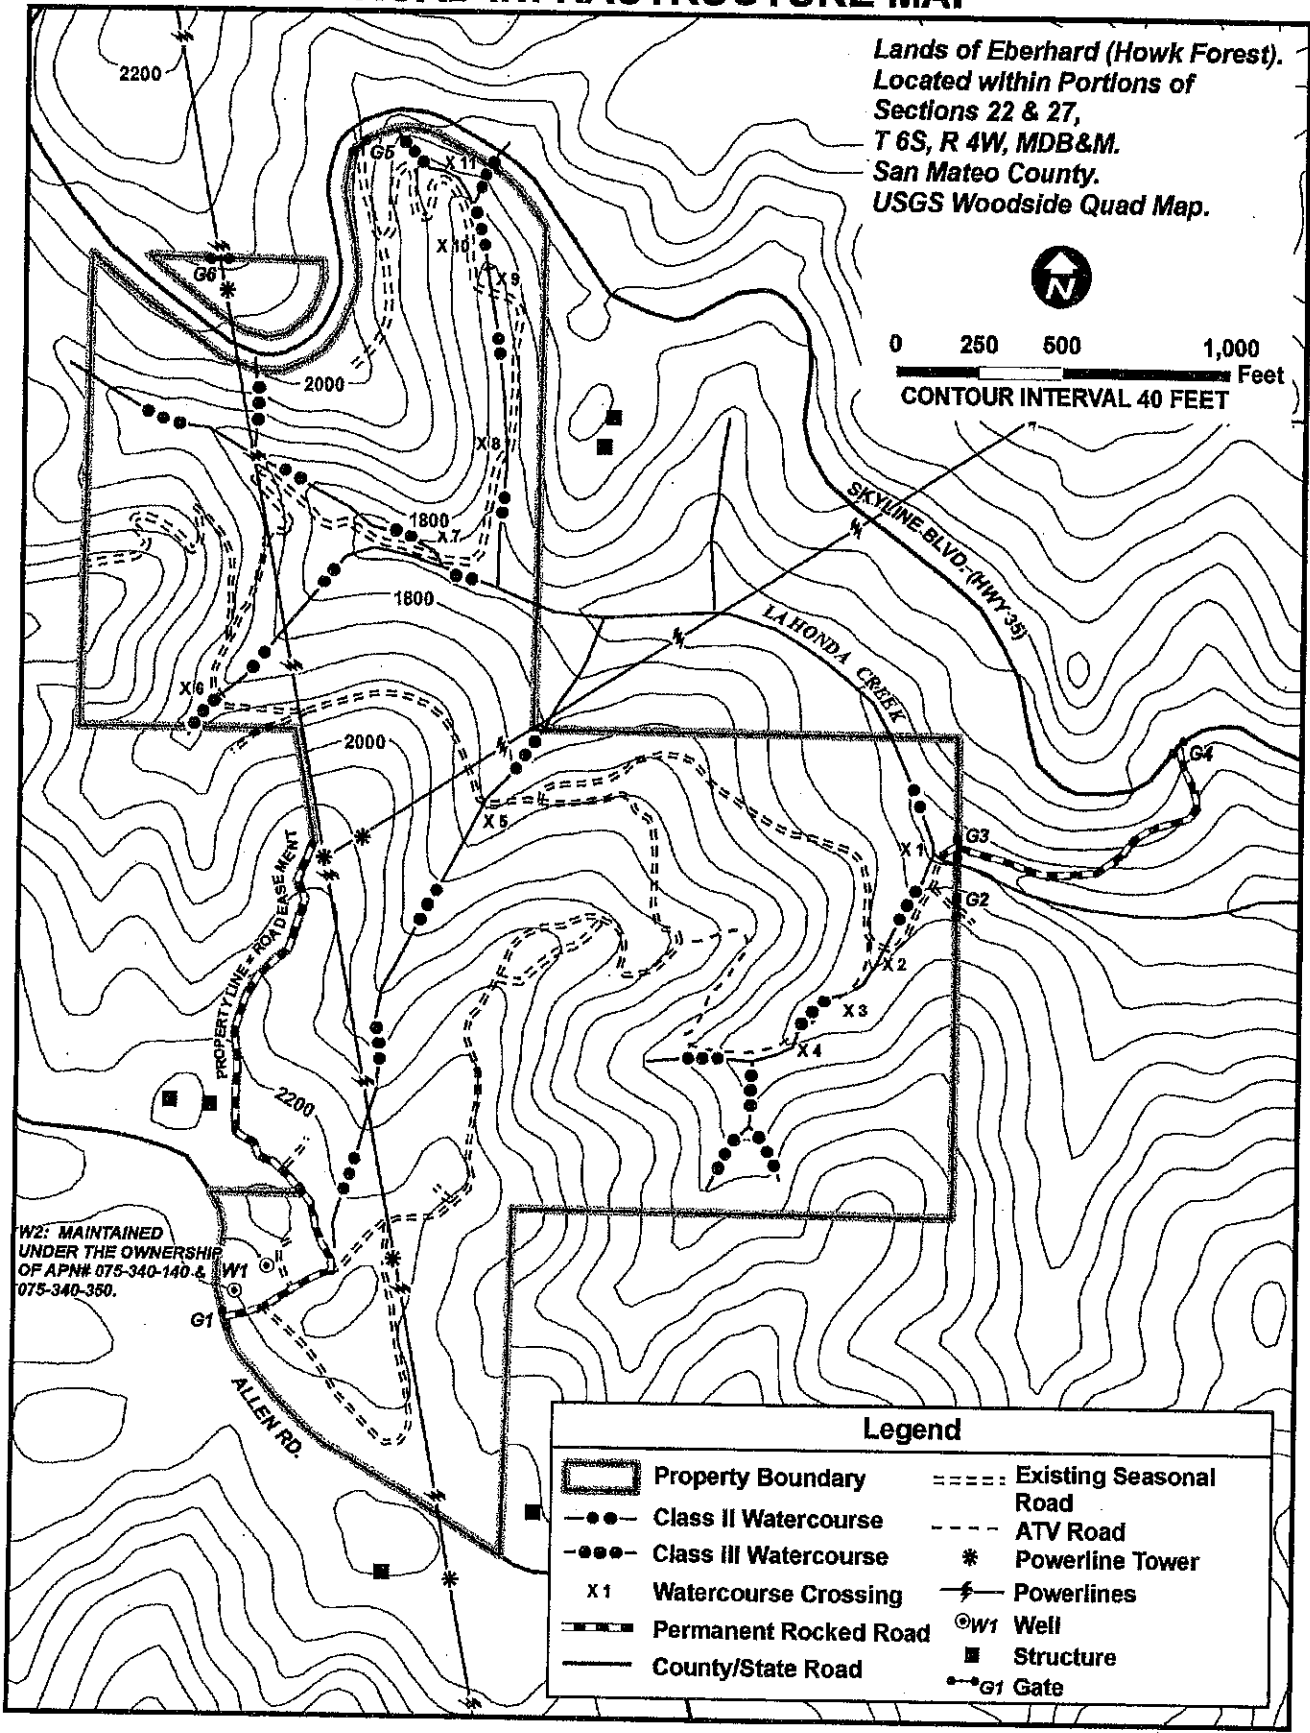 Lands of Eberhard (Howk Forest).
Located within Portions of
Sections 22 & 27,
T 6S, R 4W, MDB&M.
San Mateo County.
USGS Woodside Quad Map.
N
0 250 500 1,000
Feet
CONTOUR INTERVAL 40 FEET
2200
G5
X 11
X 10
G6
X 9
2000
X 8
SKYLINE BLVD. (HWY 35)
1800
X 7
1800
LA HONDA CREEK
X 6
2000
G4
X 5
G3
X 1
G2
PROPERTY LINE = ROAD EASEMENT
X 2
X 3
X 4
2200
W2: MAINTAINED
UNDER THE OWNERSHIP
OF APN# 075-340-140 &
075-340-350.
W1
G1
ALLEN RD.
Legend
Property Boundary
Class II Watercourse
Class III Watercourse
X 1 Watercourse Crossing
Permanent Rocked Road
County/State Road
Existing Seasonal
Road
ATV Road
Powerline Tower
Powerlines
W1 Well
Structure
G1 Gate